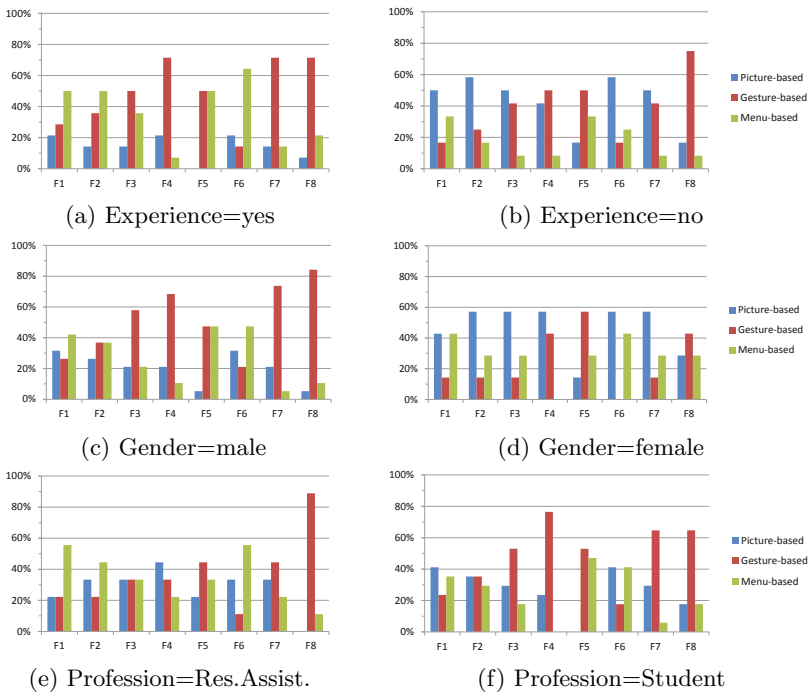 100%
80%
60%
40%
20%
0%
F1 F2 F3 F4 F5 F6 F7 F8
(a) Experience=yes
100%
80%
60%
40%
20%
0%
F1 F2 F3 F4 F5 F6 F7 F8
Picture-based
Gesture-based
Menu-based
(b) Experience=no
100%
80%
60%
40%
20%
0%
F1 F2 F3 F4 F5 F6 F7 F8
(c) Gender=male
100%
80%
60%
40%
20%
0%
F1 F2 F3 F4 F5 F6 F7 F8
Picture-based
Gesture-based
Menu-based
(d) Gender=female
100%
80%
60%
40%
20%
0%
F1 F2 F3 F4 F5 F6 F7 F8
(e) Profession=Res.Assist.
100%
80%
60%
40%
20%
0%
F1 F2 F3 F4 F5 F6 F7 F8
Picture-based
Gesture-based
Menu-based
(f) Profession=Student